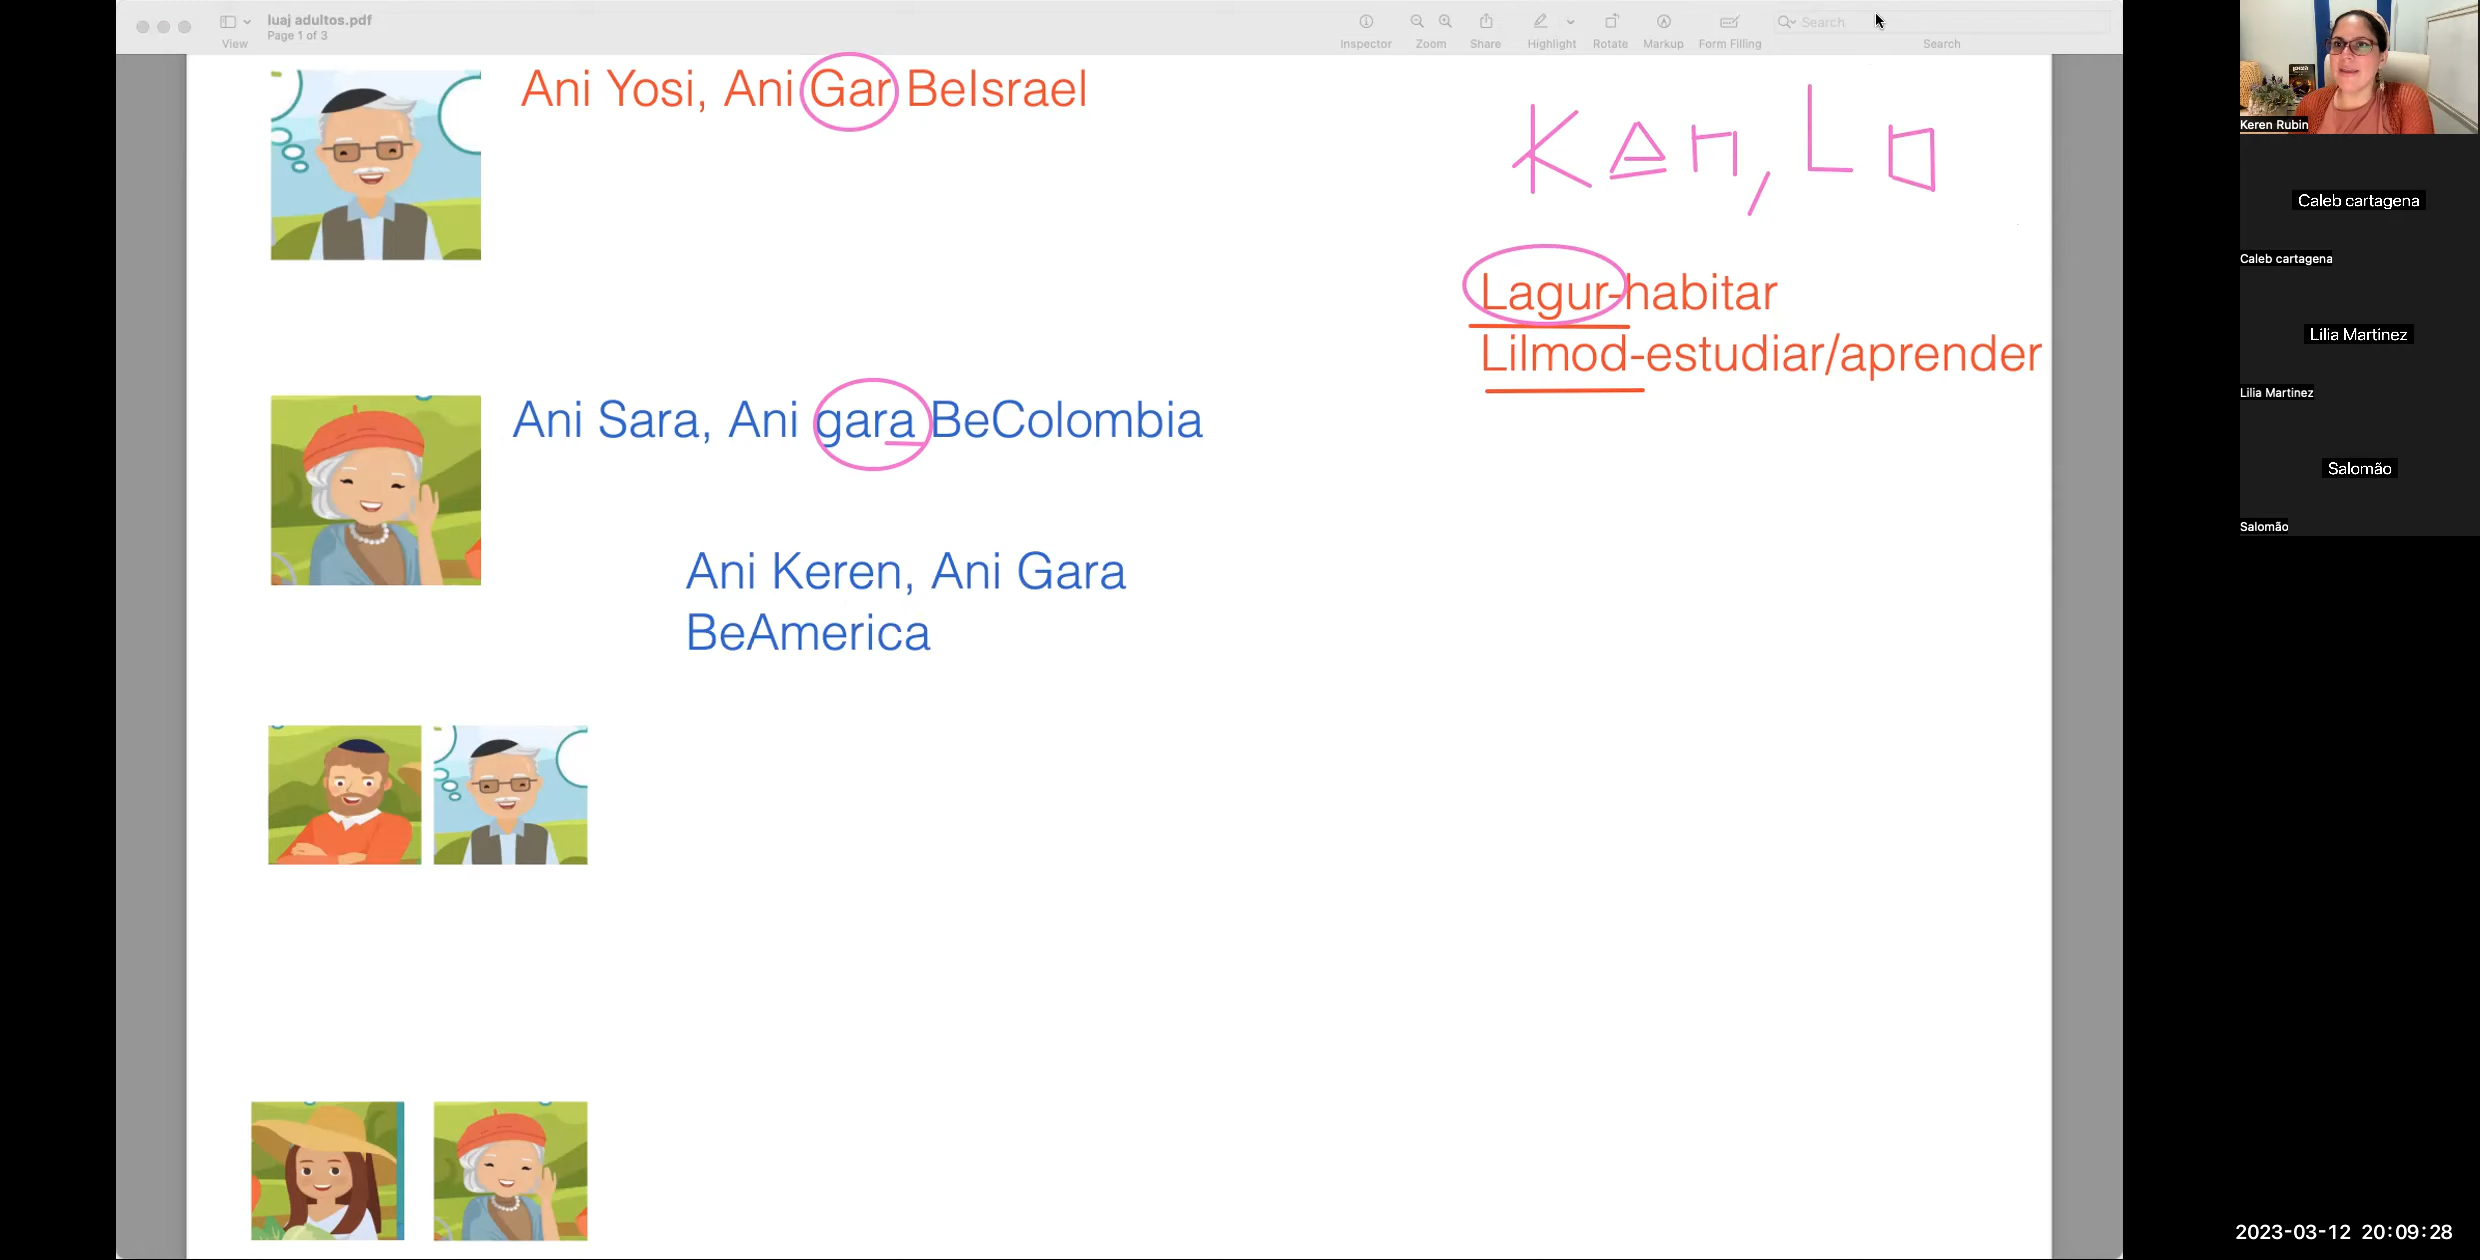 luaj adultos.pdf
Page 1 of 3
View
Inspector
Zoom
Share
Highlight
Rotate
Markup
Form Filling
Search
Search
Ani Yosi, Ani Gar BeIsrael
Ken, Lo
Lagur-habitar
Lilmod-estudiar/aprender
Ani Sara, Ani gara BeColombia
Ani Keren, Ani Gara
BeAmerica
Keren Rubin
Caleb cartagena
Caleb cartagena
Lilia Martinez
Lilia Martinez
Salomão
Salomão
2023-03-12 20:09:28